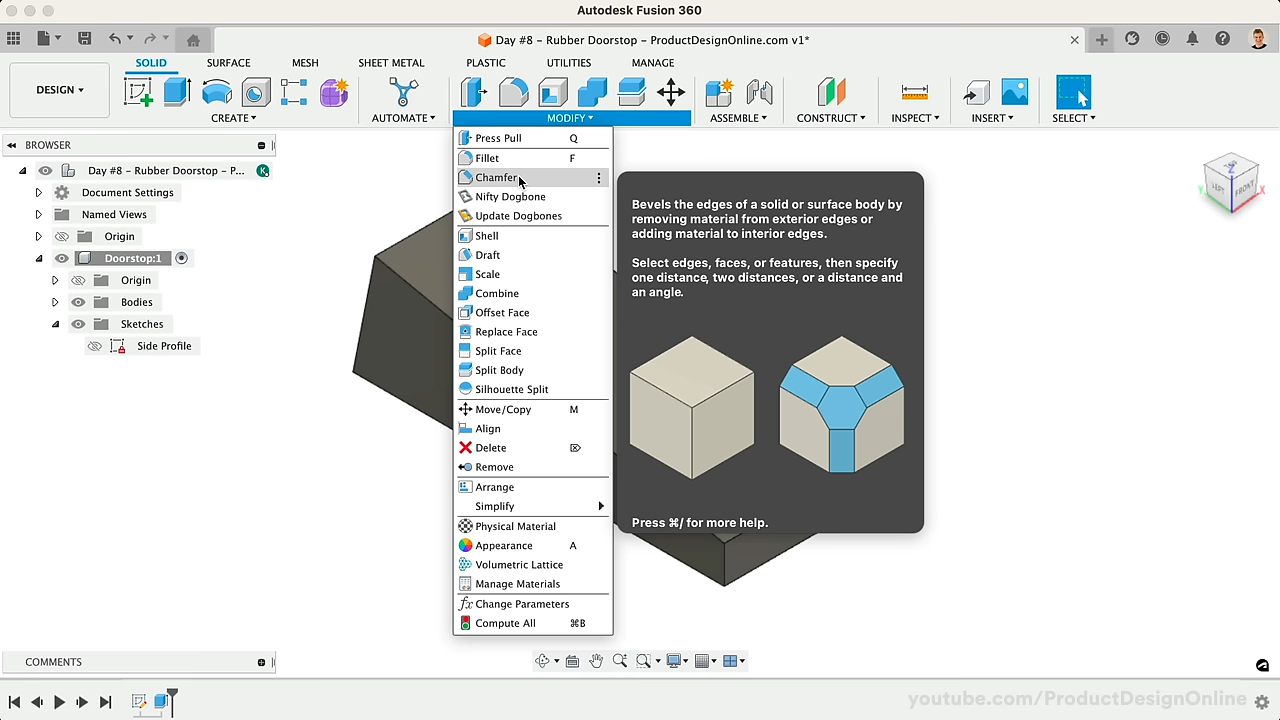 Autodesk Fusion 360
Day #8 – Rubber Doorstop – ProductDesignOnline.com v1*
SOLID SURFACE MESH SHEET METAL PLASTIC UTILITIES MANAGE
DESIGN
CREATE AUTOMATE MODIFY ASSEMBLE CONSTRUCT INSPECT INSERT SELECT
BROWSER
Day #8 – Rubber Doorstop – P...
K
Document Settings
Named Views
Origin
Doorstop:1
Origin
Bodies
Sketches
Side Profile
Press Pull Q
Fillet F
Chamfer
Nifty Dogbone
Update Dogbones
Shell
Draft
Scale
Combine
Offset Face
Replace Face
Split Face
Split Body
Silhouette Split
Move/Copy M
Align
Delete ⌦
Remove
Arrange
Simplify
Physical Material
Appearance A
Volumetric Lattice
Manage Materials
fx Change Parameters
Compute All ⌘B
Bevels the edges of a solid or surface body by
removing material from exterior edges or
adding material to interior edges.
Select edges, faces, or features, then specify
one distance, two distances, or a distance and
an angle.
Press ⌘/ for more help.
Z
Y
X
LEFT FRONT
COMMENTS
youtube.com/ProductDesignOnline